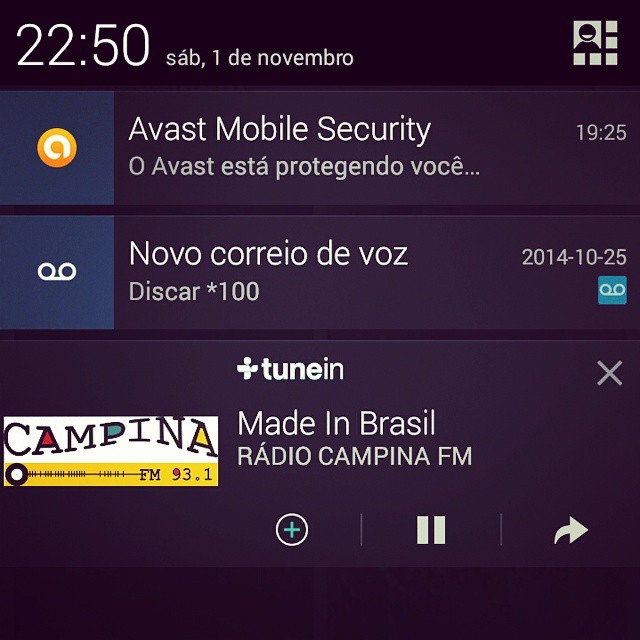 22:50 sáb, 1 de novembro
Avast Mobile Security 19:25
O Avast está protegendo você...
Novo correio de voz 2014-10-25
Discar *100
tunein
CAMPINA
FM 93.1
Made In Brasil
RÁDIO CAMPINA FM